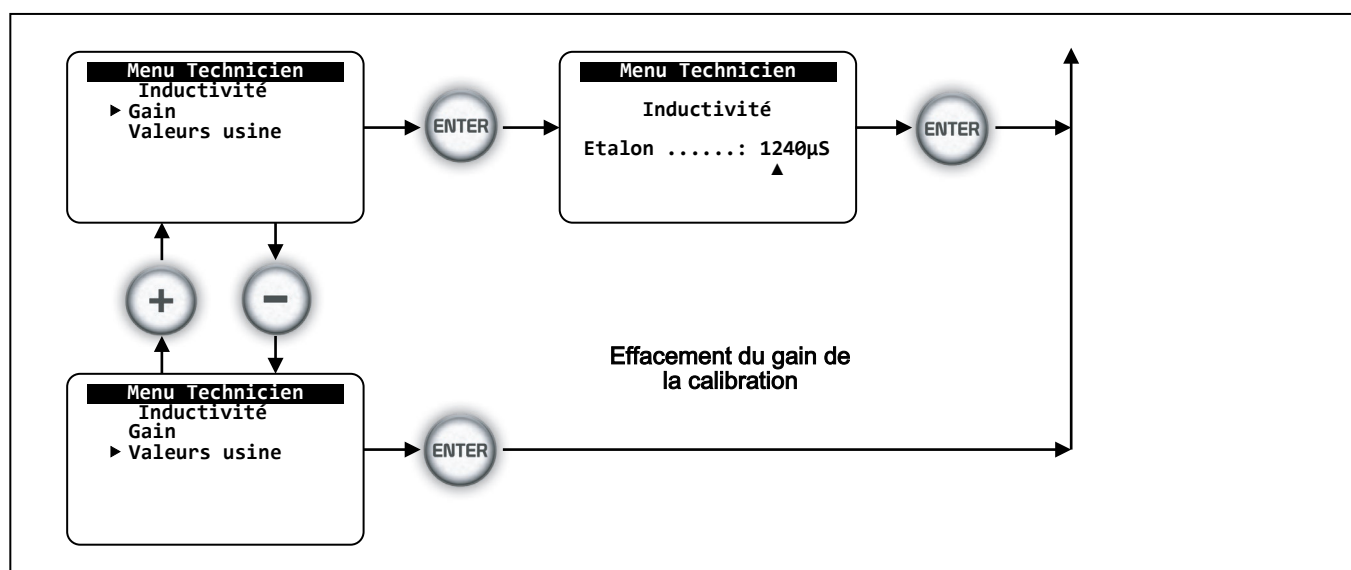 Menu Technicien
Inductivité
▶ Gain
Valeurs usine
ENTER
Menu Technicien
Inductivité
Etalon ......: 1240µS
▲
ENTER
+
-
Effacement du gain de
la calibration
Menu Technicien
Inductivité
Gain
▶ Valeurs usine
ENTER